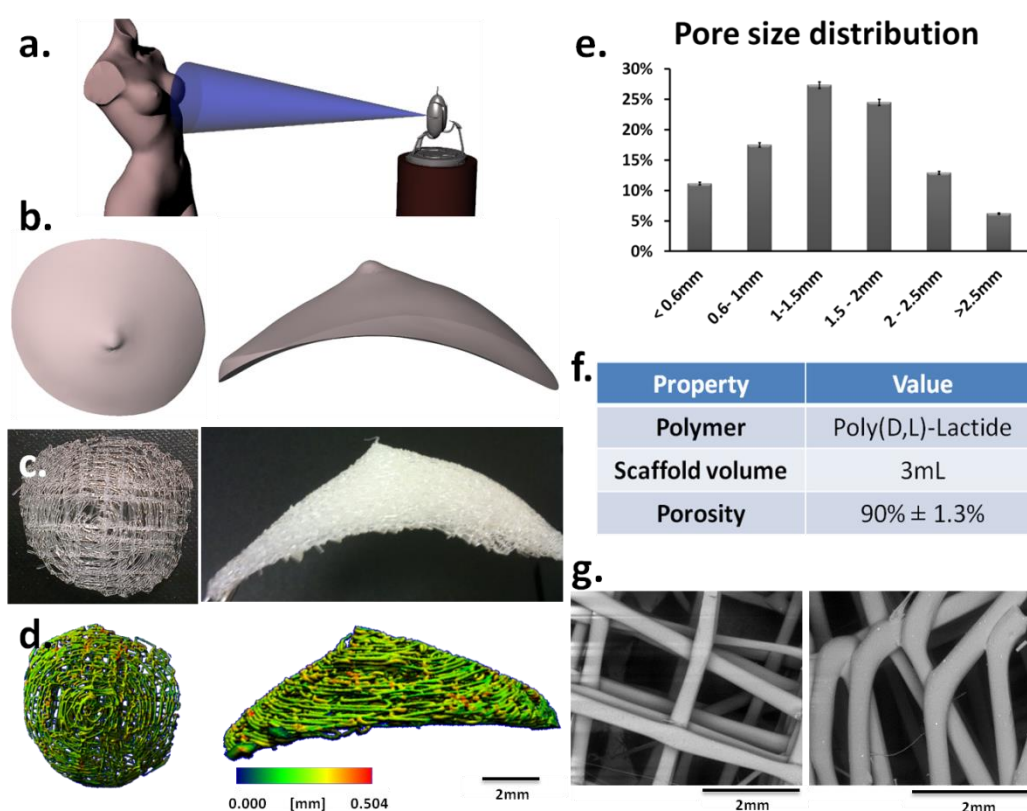 a.
b.
c.
d.
0.000 [mm] 0.504
2mm
e.
Pore size distribution
30%
25%
20%
15%
10%
5%
0%
< 0.6mm
0.6- 1mm
1-1.5mm
1.5 - 2mm
2 - 2.5mm
>2.5mm
f.
Property Value
Polymer Poly(D,L)-Lactide
Scaffold volume 3mL
Porosity 90% ± 1.3%
g.
2mm
2mm